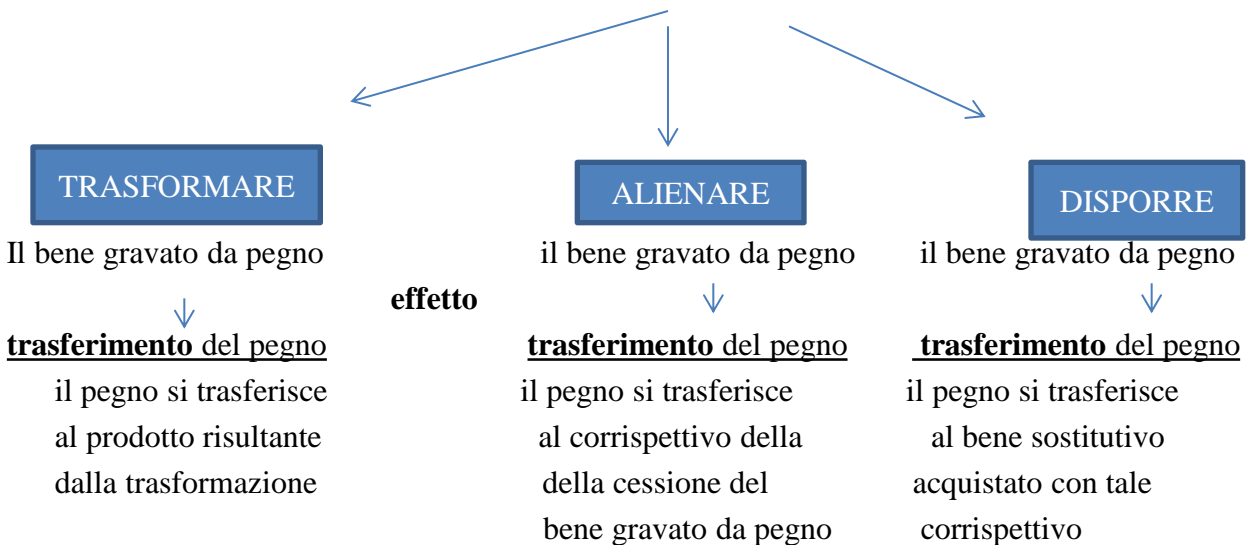 TRASFORMARE
Il bene gravato da pegno
trasferimento del pegno
il pegno si trasferisce
al prodotto risultante
dalla trasformazione
effetto
ALIENARE
il bene gravato da pegno
trasferimento del pegno
il pegno si trasferisce
al corrispettivo della
della cessione del
bene gravato da pegno
DISPORRE
il bene gravato da pegno
trasferimento del pegno
il pegno si trasferisce
al bene sostitutivo
acquistato con tale
corrispettivo